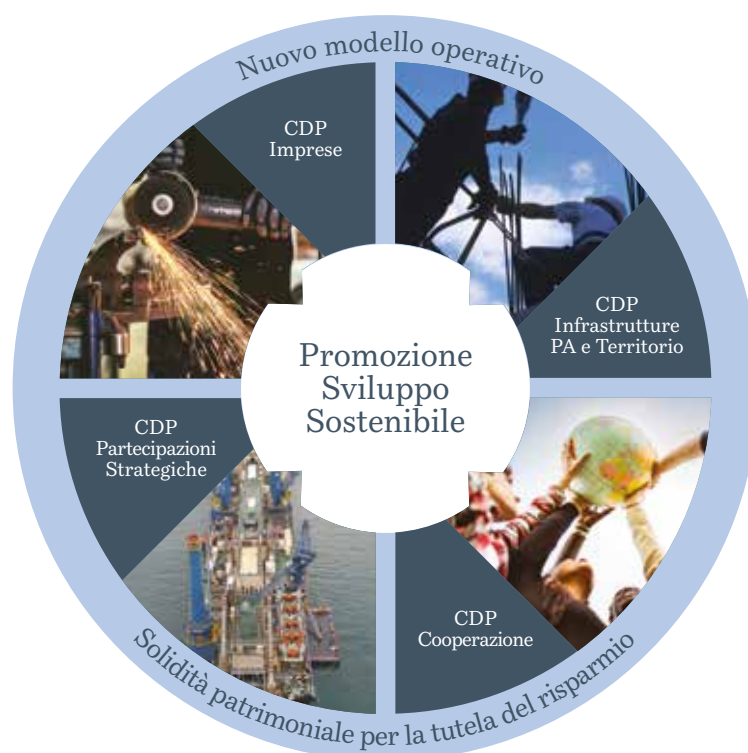 Nuovo modello operativo
CDP
Imprese
CDP
Infrastrutture
PA e Territorio
Promozione
Sviluppo
Sostenibile
CDP
Partecipazioni
Strategiche
CDP
Cooperazione
Solidità patrimoniale per la tutela del risparmio